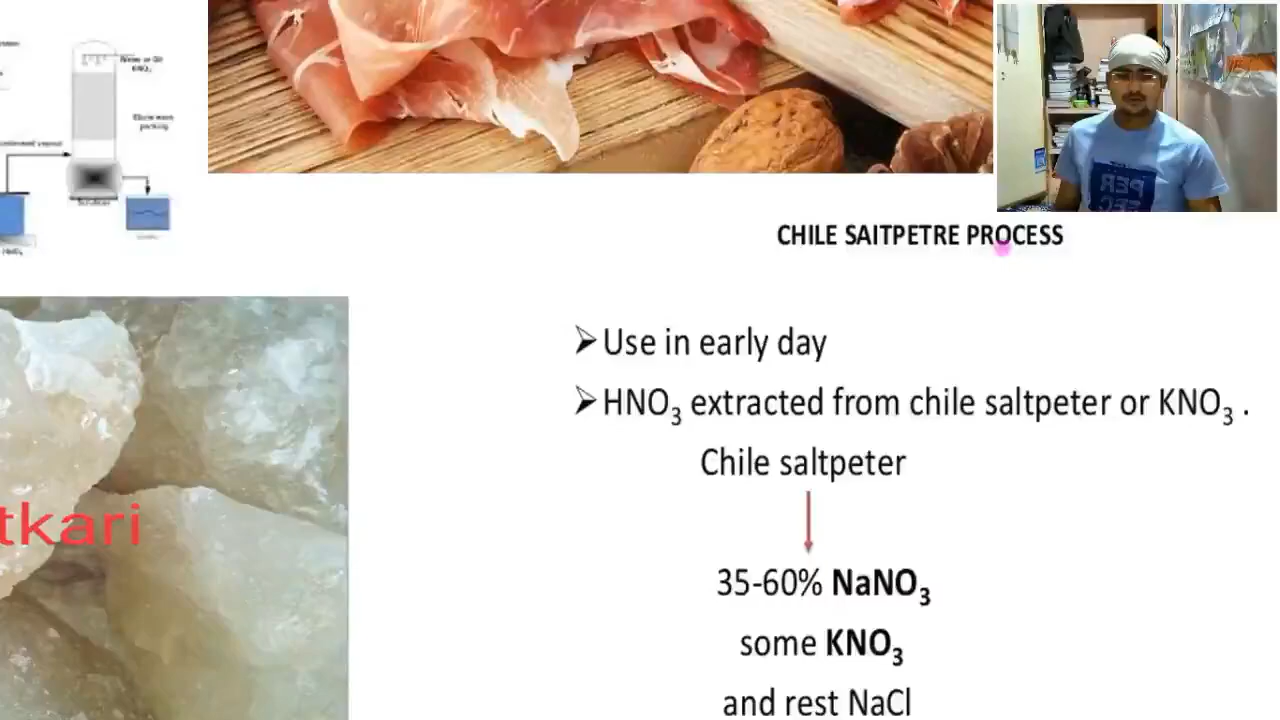 CHILE SAITPETRE PROCESS
➢Use in early day
➢HNO₃ extracted from chile saltpeter or KNO₃ .
Chile saltpeter
35-60% NaNO₃
some KNO₃
and rest NaCl
tkari